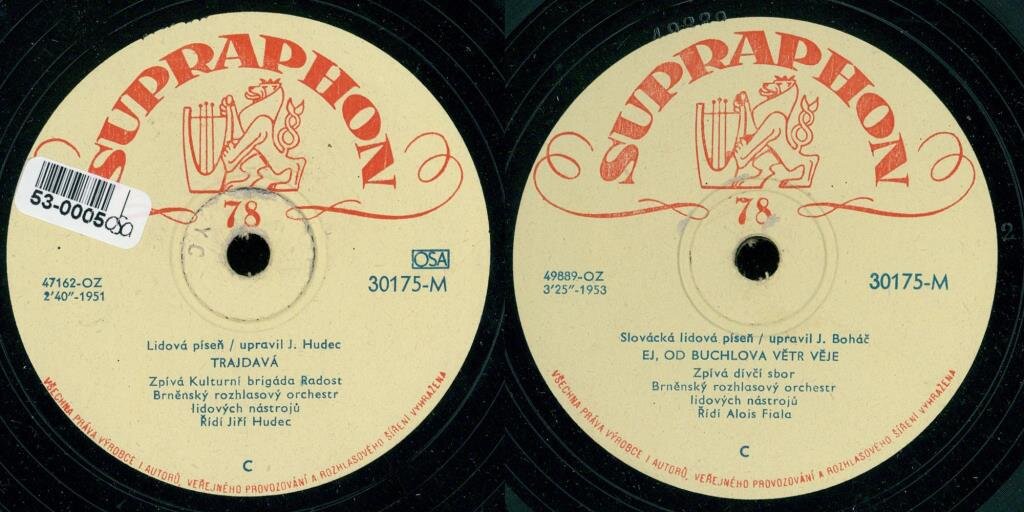 SUPRAPHON
53-0005
78
OSA
47162-OZ
2'40"-1951
30175-M
Lidová píseň / upravil J. Hudec
TRAJDAVÁ
Zpívá Kulturní brigáda Radost
Brněnský rozhlasový orchestr
lidových nástrojů
Řídí Jiří Hudec
C
VŠECHNA PRÁVA VÝROBCE I AUTORŮ, VEŘEJNÉHO PROVOZOVÁNÍ A ROZHLASOVÉHO ŠÍŘENÍ VYHRAŽENA
SUPRAPHON
78
49889-OZ
3'25"-1953
30175-M
Slovácká lidová píseň / upravil J. Boháč
EJ, OD BUCHLOVA VĚTR VĚJE
Zpívá dívčí sbor
Brněnský rozhlasový orchestr
lidových nástrojů
Řídí Alois Fiala
C
VŠECHNA PRÁVA VÝROBCE I AUTORŮ, VEŘEJNÉHO PROVOZOVÁNÍ A ROZHLASOVÉHO ŠÍŘENÍ VYHRAŽENA